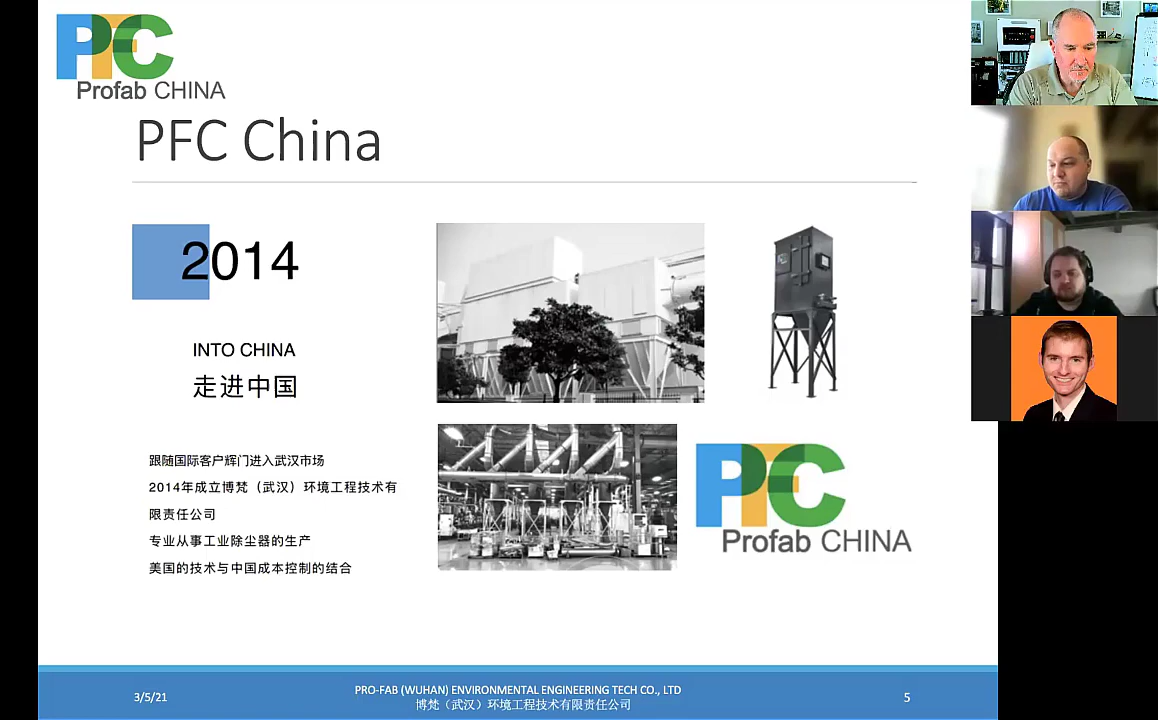 PFC
Profab CHINA
PFC China
2014
INTO CHINA
走进中国
跟随国际客户辉门进入武汉市场
2014年成立博梵（武汉）环境工程技术有
限责任公司
专业从事工业除尘器的生产
美国的技术与中国成本控制的结合
PFC
Profab CHINA
3/5/21
PRO-FAB (WUHAN) ENVIRONMENTAL ENGINEERING TECH CO., LTD
博梵（武汉）环境工程技术有限责任公司
5